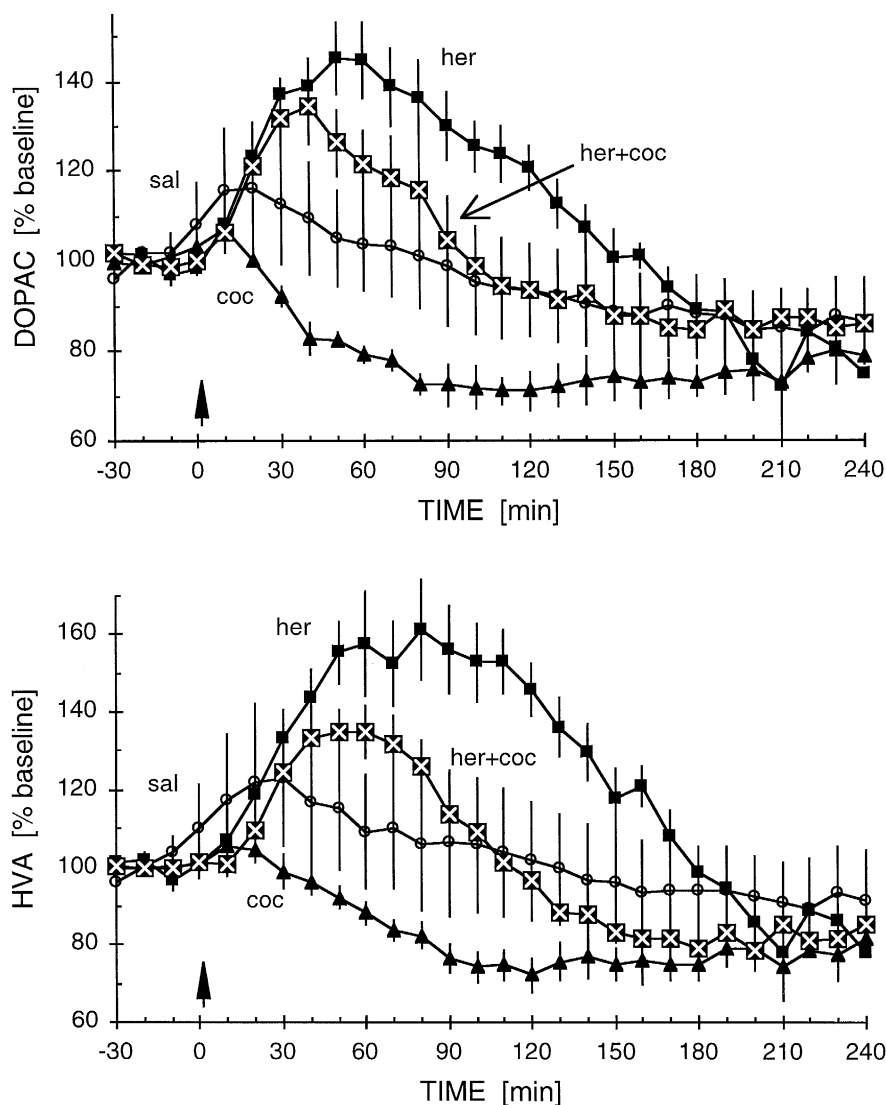 DOPAC [% baseline]
140
120
100
80
60
her
her+coc
sal
coc
-30 0 30 60 90 120 150 180 210 240
TIME [min]
HVA [% baseline]
160
140
120
100
80
60
her
her+coc
sal
coc
-30 0 30 60 90 120 150 180 210 240
TIME [min]